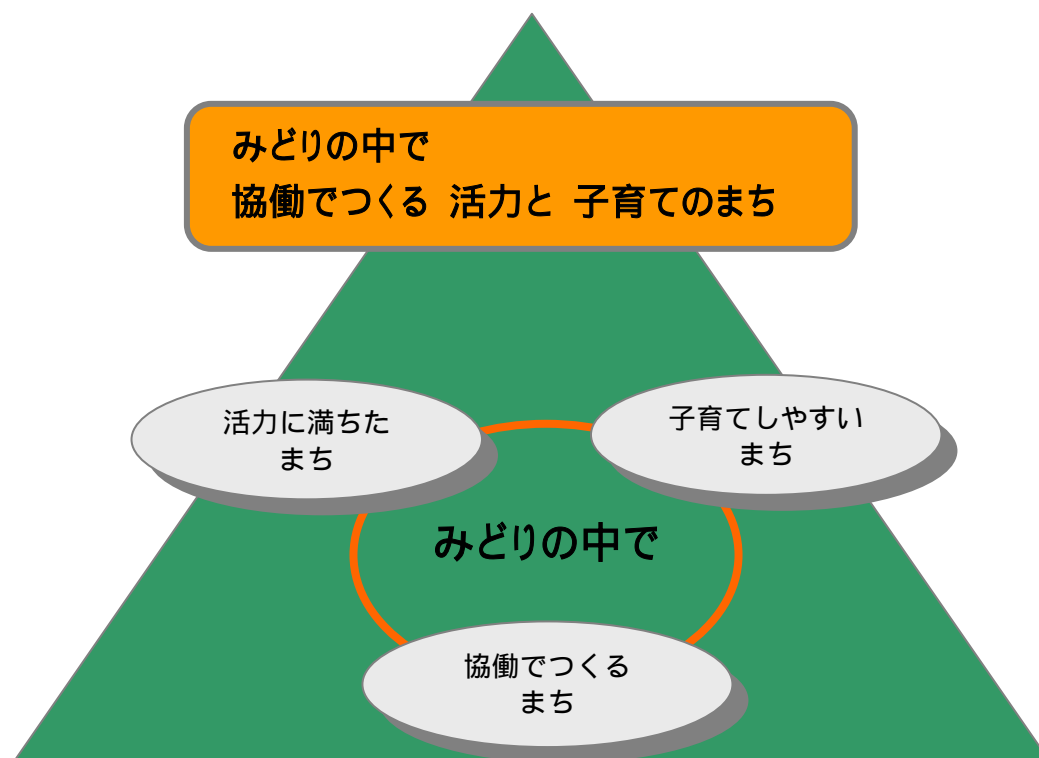 みどりの中で
協働でつくる 活力と 子育てのまち
活力に満ちた
まち
子育てしやすい
まち
みどりの中で
協働でつくる
まち